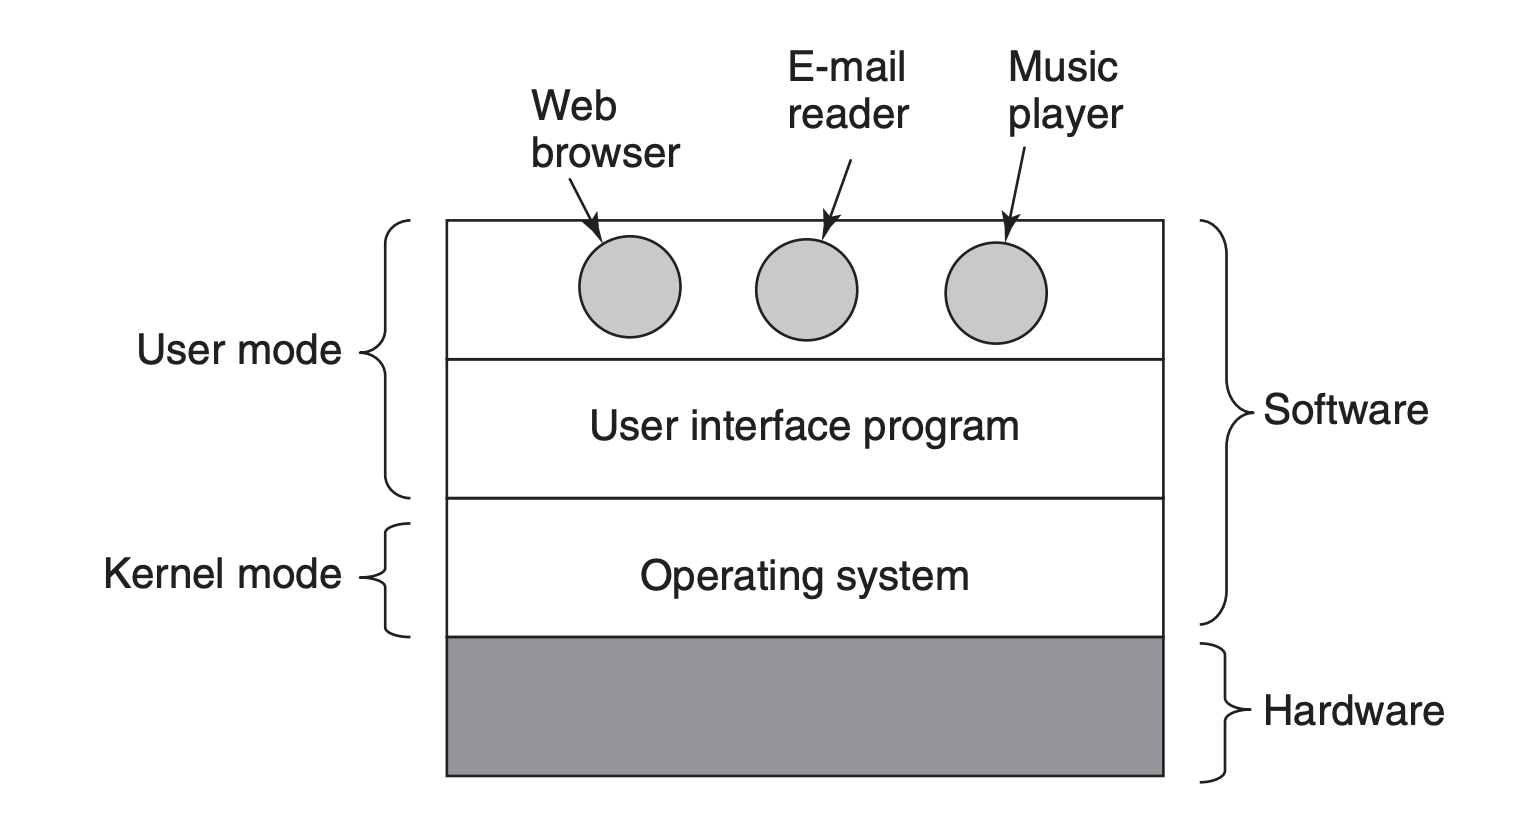 Web
browser
E-mail
reader
Music
player
User mode
User interface program
Software
Kernel mode
Operating system
Hardware